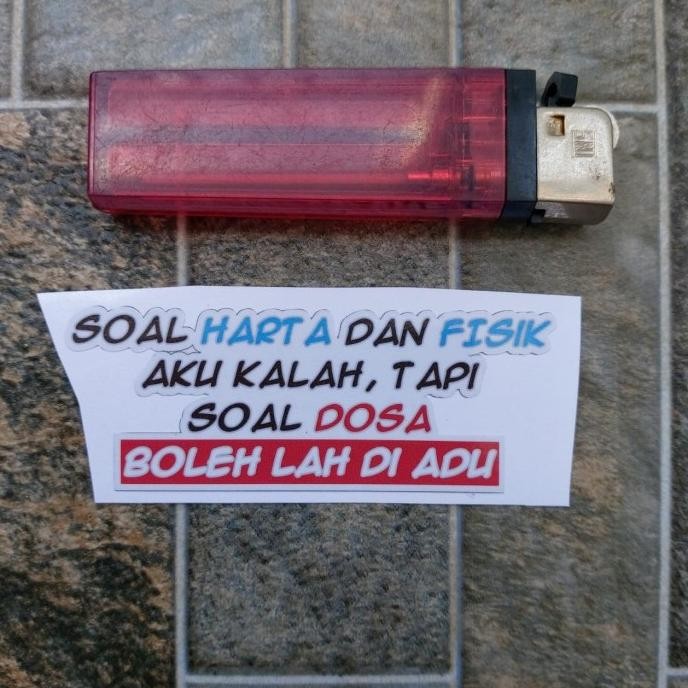 SOAL HARTA DAN FISIK
AKU KALAH, TAPI
SOAL DOSA
BOLEH LAH DI ADU